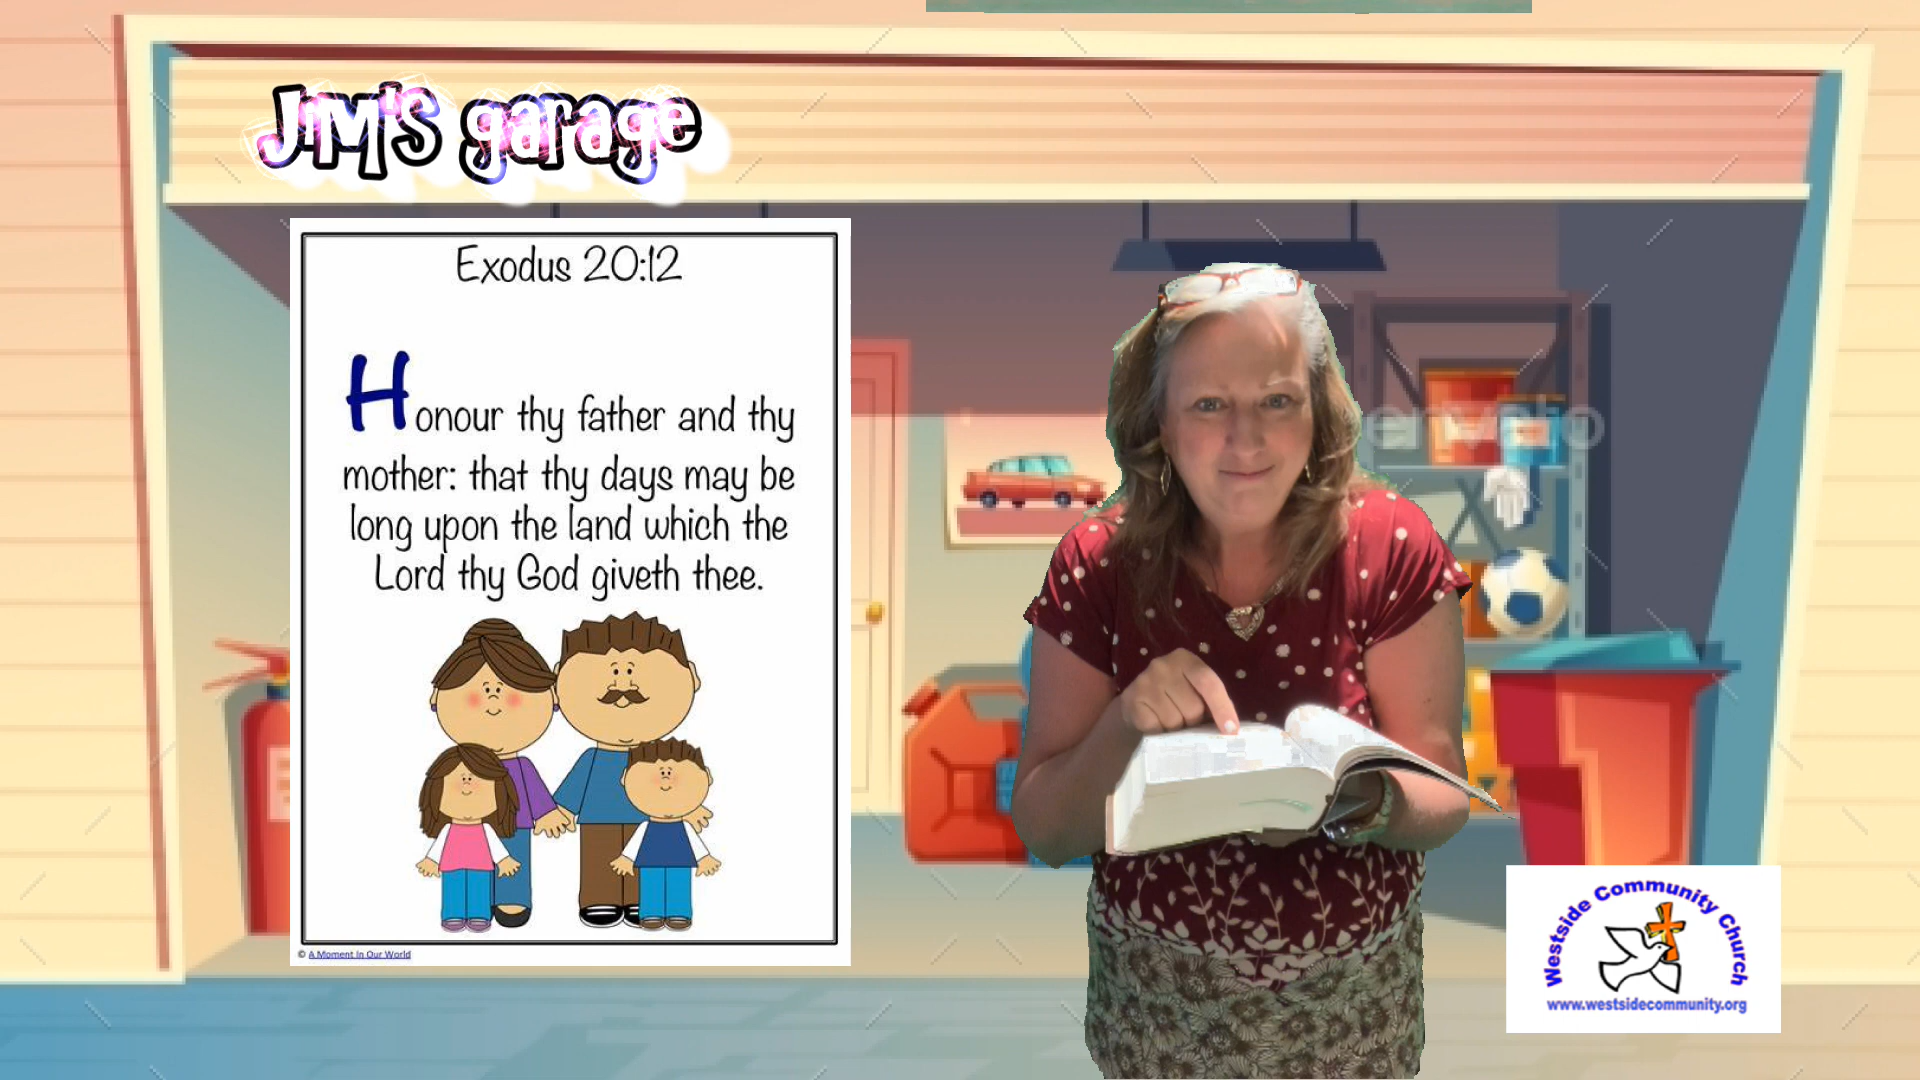 JIM'S garage
Exodus 20:12
Honour thy father and thy
mother: that thy days may be
long upon the land which the
Lord thy God giveth thee.
© A Moment In Our World
envato
Westside Community Church
www.westsidecommunity.org